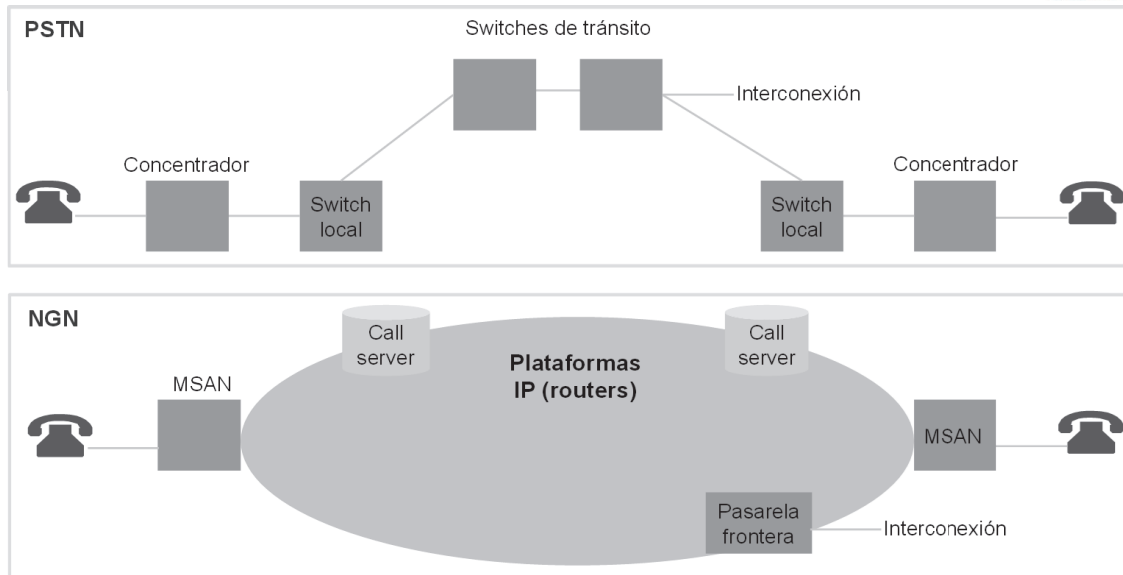 PSTN
Switches de tránsito
Interconexión
Concentrador
Concentrador
Switch
local
Switch
local
NGN
Call
server
Call
server
Plataformas
IP (routers)
MSAN
MSAN
Pasarela
frontera
Interconexión